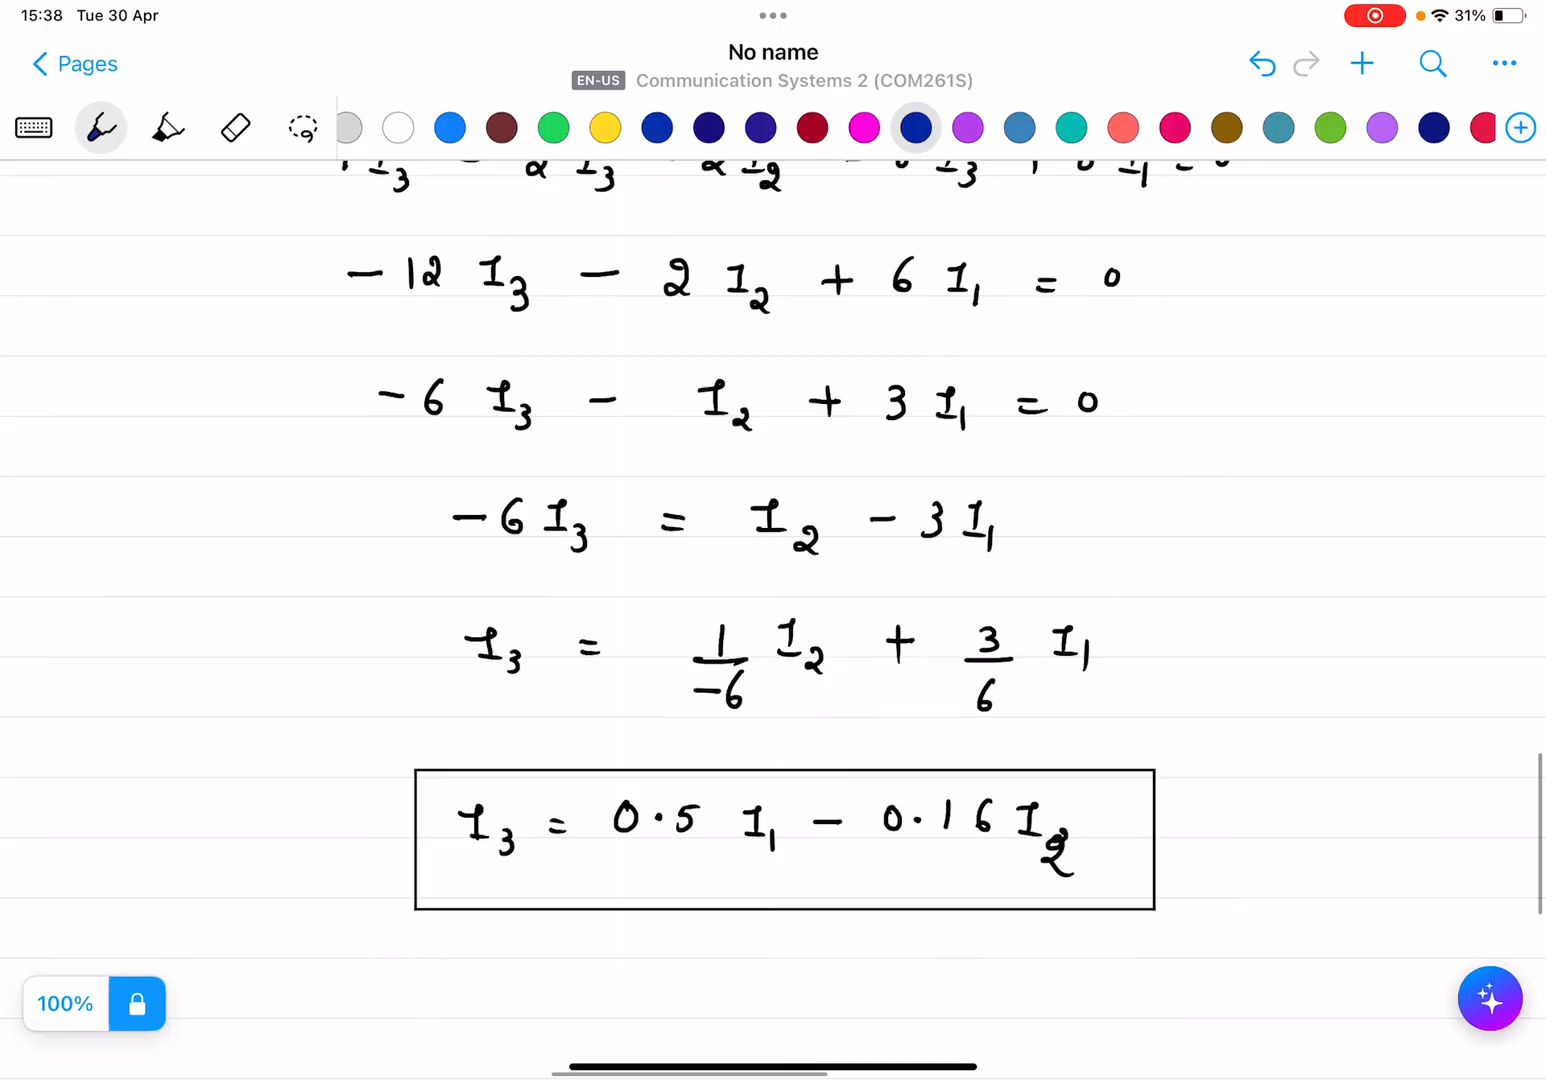 15:38 Tue 30 Apr
31%
Pages
No name
EN-US Communication Systems 2 (COM261S)
-12 I₃ - 2 I₂ + 6 I₁ = 0
-6 I₃ - I₂ + 3 I₁ = 0
-6 I₃ = I₂ - 3 I₁
I₃ = 1/-6 I₂ + 3/6 I₁
I₃ = 0.5 I₁ - 0.16 I₂
100%